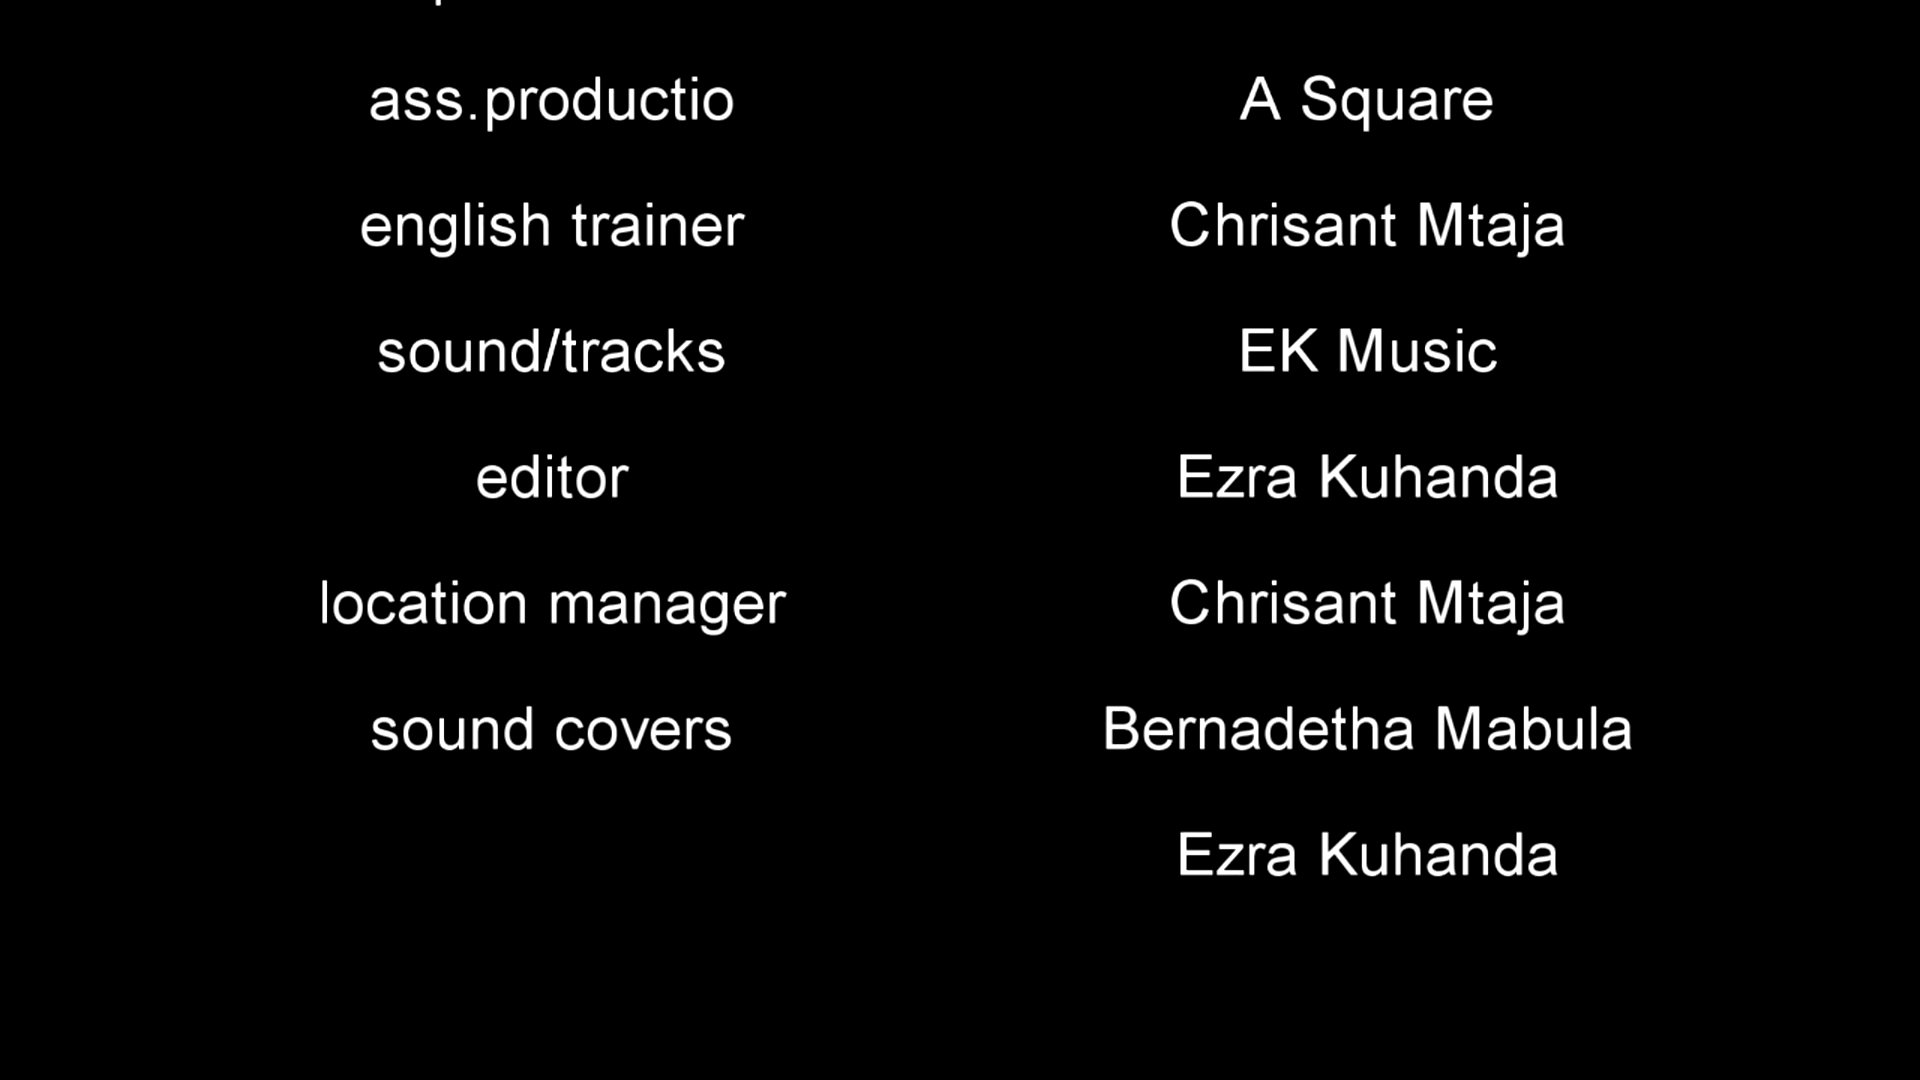 ass.productio A Square
english trainer Chrisant Mtaja
sound/tracks EK Music
editor Ezra Kuhanda
location manager Chrisant Mtaja
sound covers Bernadetha Mabula
Ezra Kuhanda